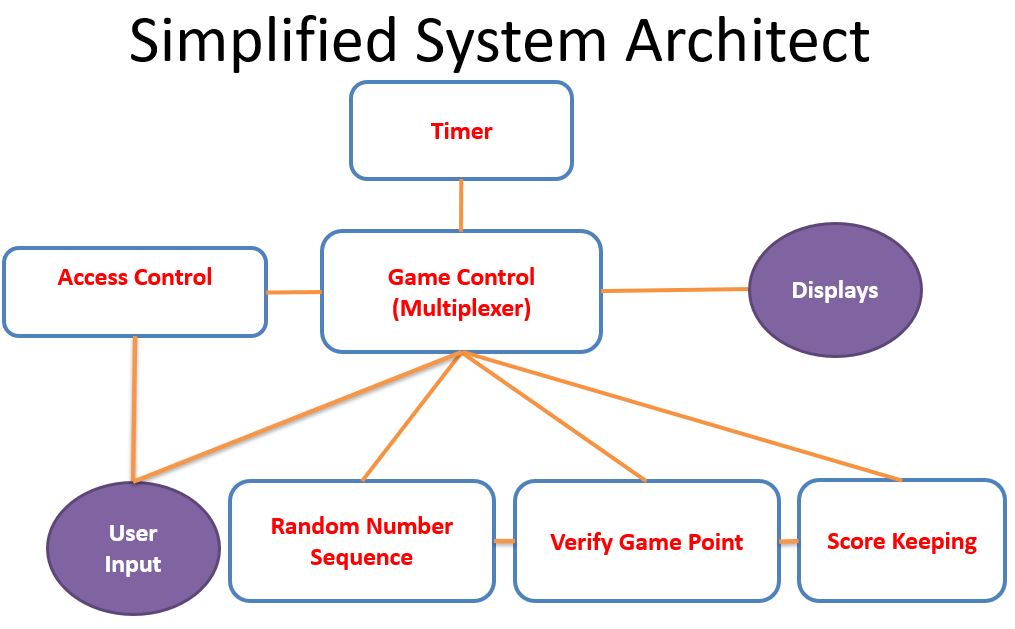 Simplified System Architect
Timer
Access Control
Game Control
(Multiplexer)
Displays
User
Input
Random Number
Sequence
Verify Game Point
Score Keeping